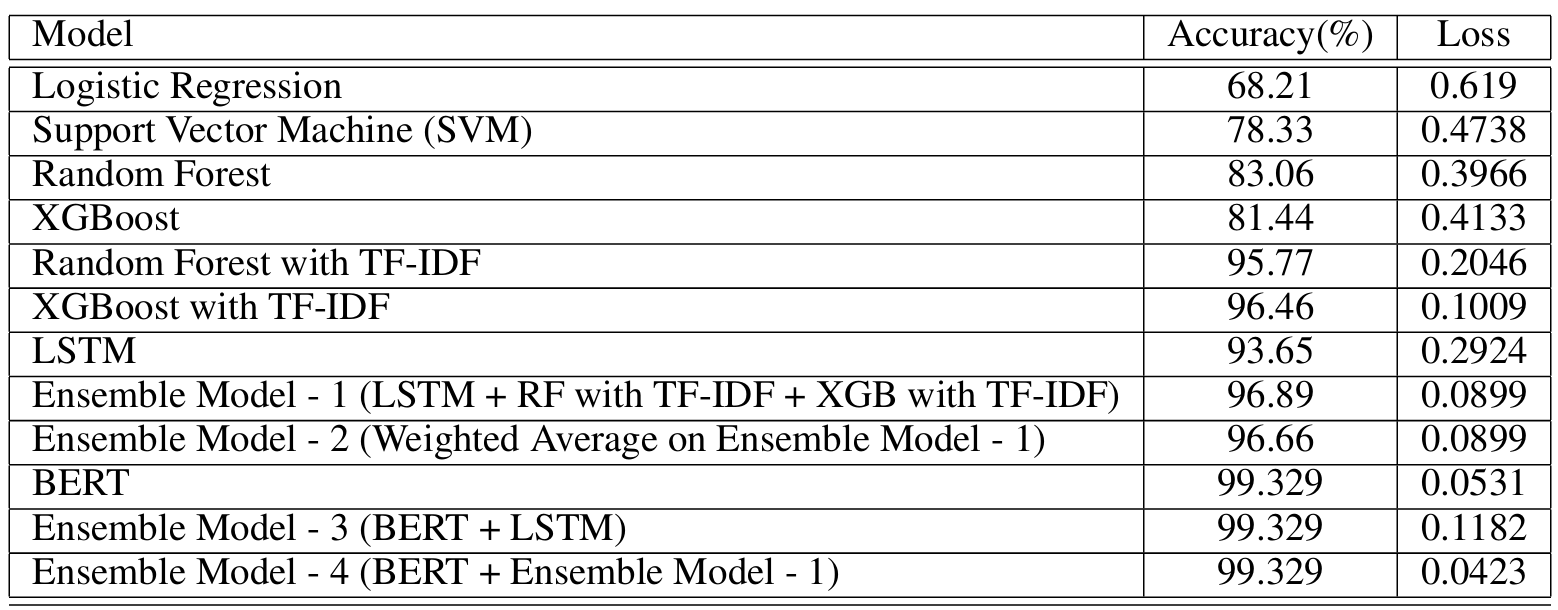 Model Accuracy(%) Loss
Logistic Regression 68.21 0.619
Support Vector Machine (SVM) 78.33 0.4738
Random Forest 83.06 0.3966
XGBoost 81.44 0.4133
Random Forest with TF-IDF 95.77 0.2046
XGBoost with TF-IDF 96.46 0.1009
LSTM 93.65 0.2924
Ensemble Model - 1 (LSTM + RF with TF-IDF + XGB with TF-IDF) 96.89 0.0899
Ensemble Model - 2 (Weighted Average on Ensemble Model - 1) 96.66 0.0899
BERT 99.329 0.0531
Ensemble Model - 3 (BERT + LSTM) 99.329 0.1182
Ensemble Model - 4 (BERT + Ensemble Model - 1) 99.329 0.0423